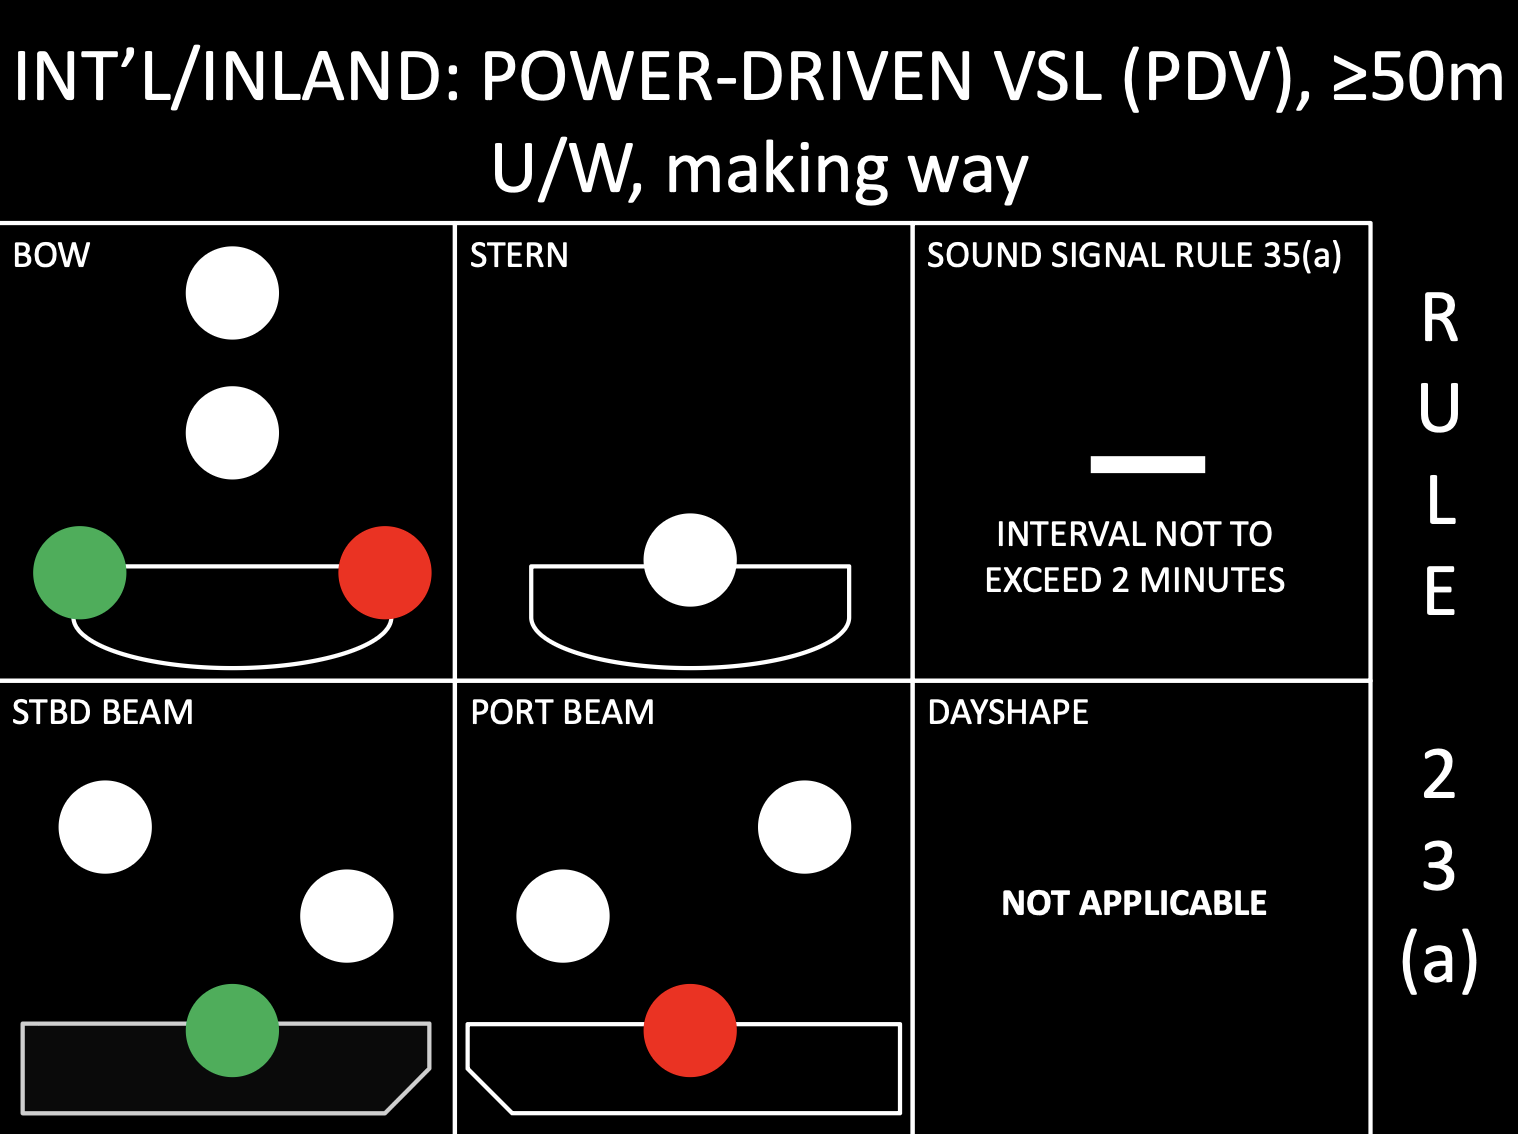 INT’L/INLAND: POWER-DRIVEN VSL (PDV), ≥50m
U/W, making way
BOW
STERN
SOUND SIGNAL RULE 35(a)
INTERVAL NOT TO
EXCEED 2 MINUTES
STBD BEAM
PORT BEAM
DAYSHAPE
NOT APPLICABLE
R
U
L
E
2
3
(a)